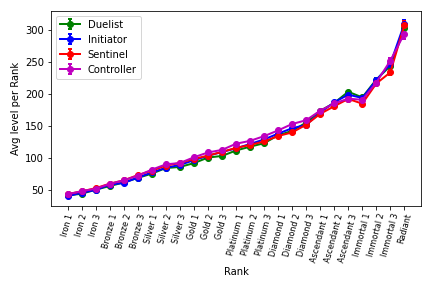 Duelist
Initiator
Sentinel
Controller
Avg level per Rank
300
250
200
150
100
50
Iron 1
Iron 2
Iron 3
Bronze 1
Bronze 2
Bronze 3
Silver 1
Silver 2
Silver 3
Gold 1
Gold 2
Gold 3
Platinum 1
Platinum 2
Platinum 3
Diamond 1
Diamond 2
Diamond 3
Ascendant 1
Ascendant 2
Ascendant 3
Immortal 1
Immortal 2
Immortal 3
Radiant
Rank